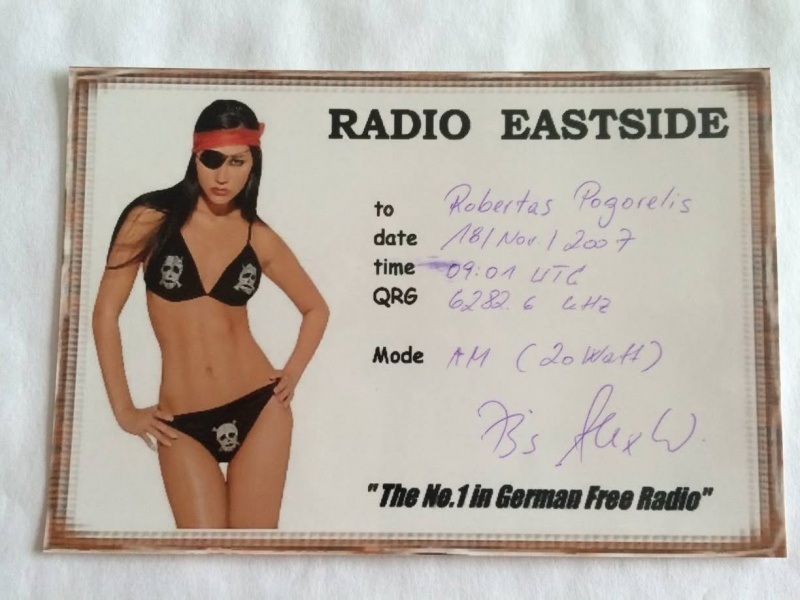 RADIO EASTSIDE
to Robertas Pogorelis
date 18/Nov./2007
time 09:01 UTC
QRG 6282.6 kHz
Mode AM (20 Watt)
Alex W.
"The No.1 in German Free Radio"